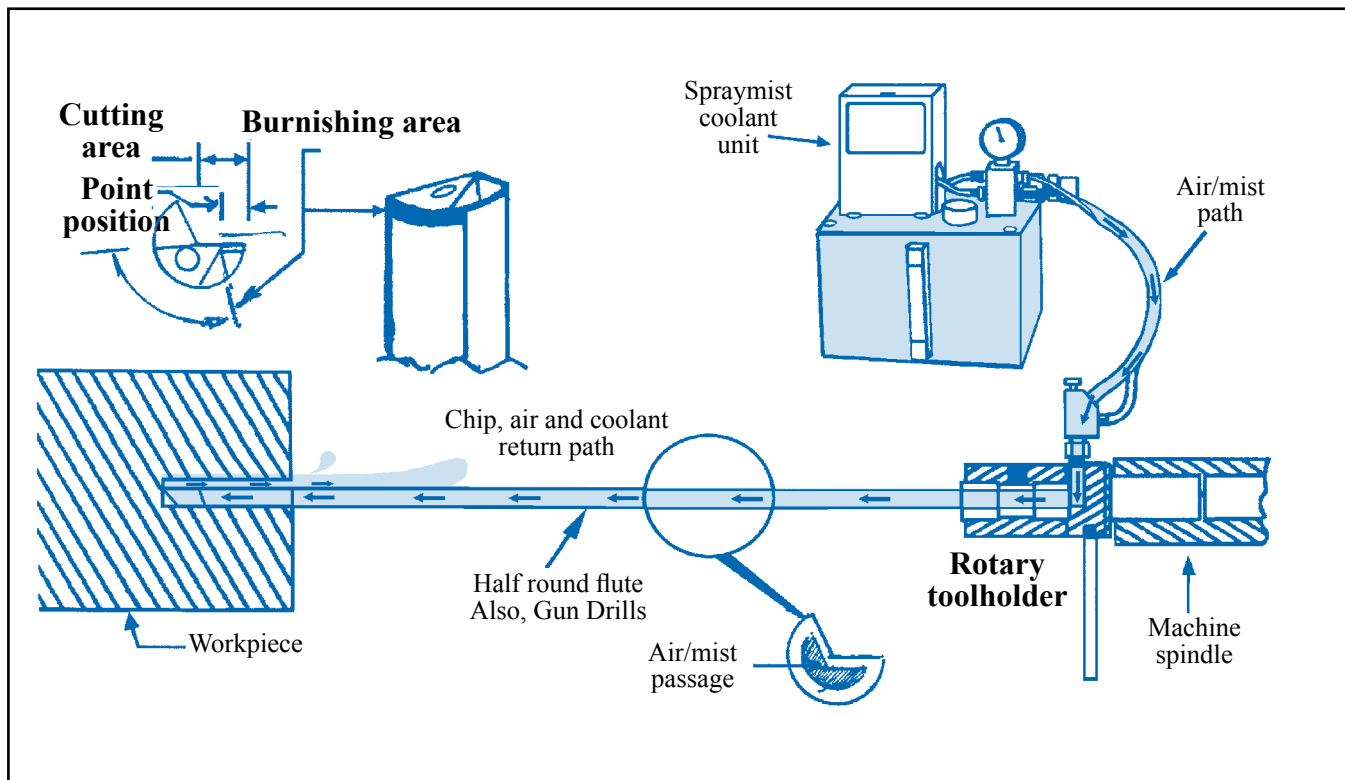 Cutting
area
Burnishing area
Point
position
Spraymist
coolant
unit
Air/mist
path
Chip, air and coolant
return path
Half round flute
Also, Gun Drills
Rotary
toolholder
Workpiece
Air/mist
passage
Machine
spindle